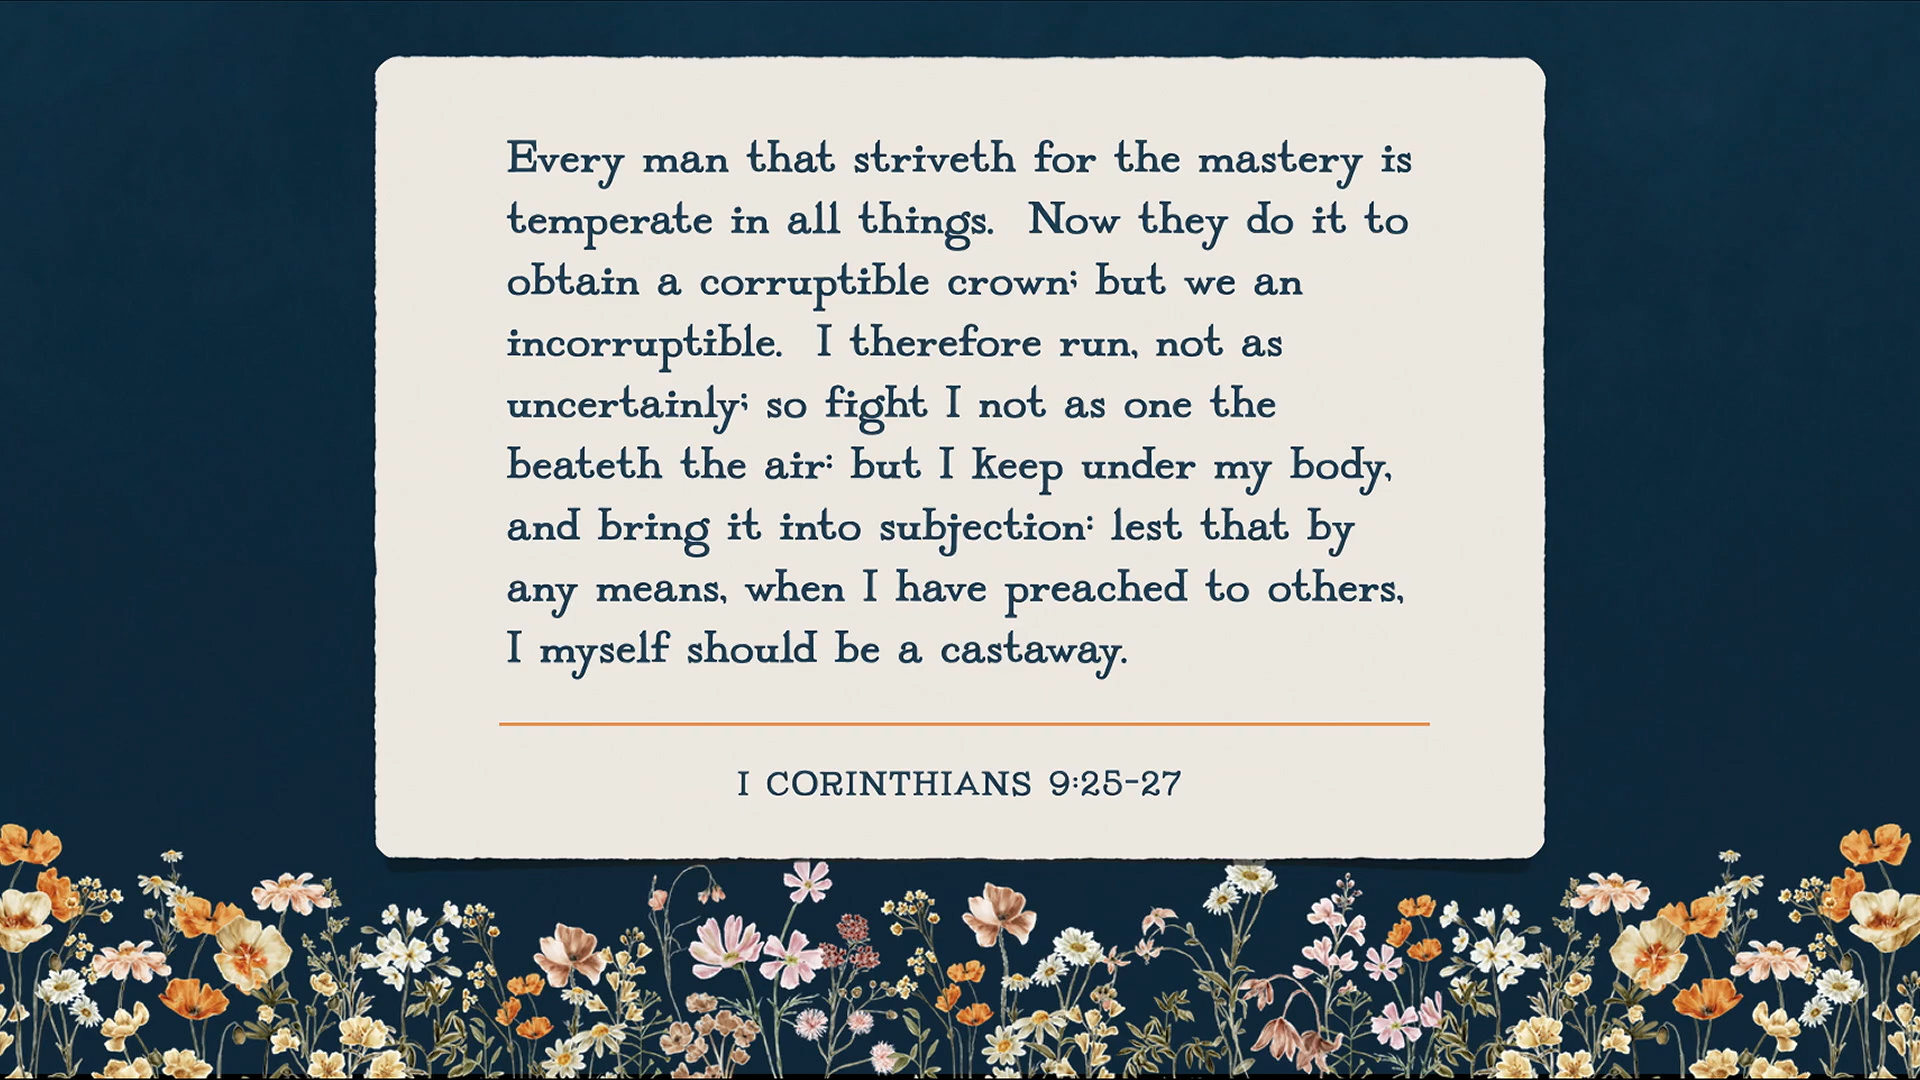 Every man that striveth for the mastery is
temperate in all things. Now they do it to
obtain a corruptible crown; but we an
incorruptible. I therefore run, not as
uncertainly; so fight I not as one the
beateth the air: but I keep under my body,
and bring it into subjection: lest that by
any means, when I have preached to others,
I myself should be a castaway.
I CORINTHIANS 9:25-27